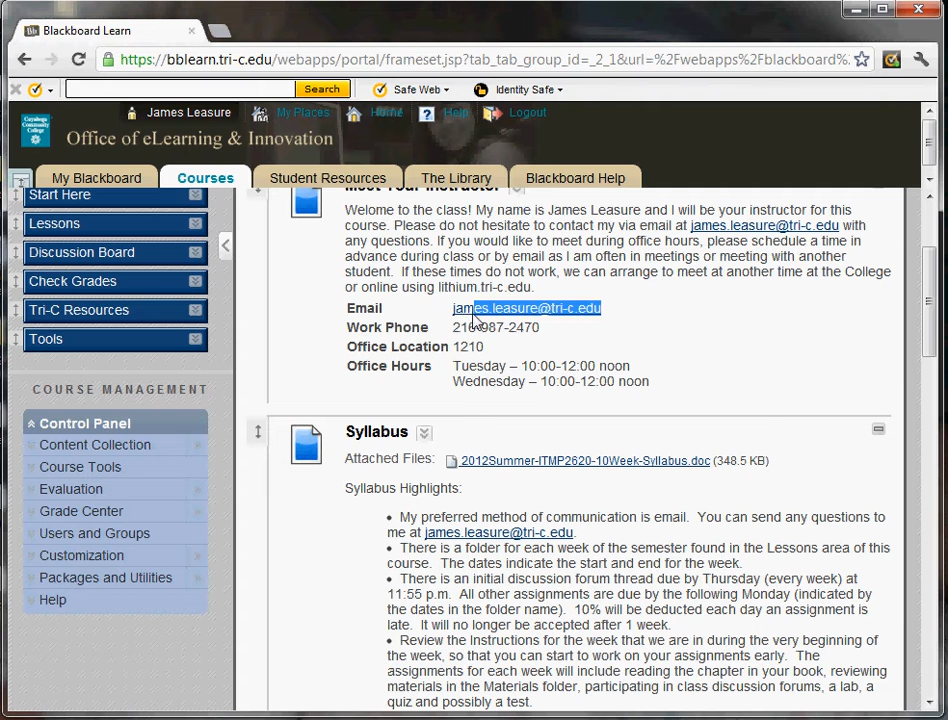 Blackboard Learn
https://bblearn.tri-c.edu/webapps/portal/frameset.jsp?tab_tab_group_id=_2_1&url=%2Fwebapps%2Fblackboard%2
Search
Safe Web
Identity Safe
James Leasure
My Places
Home
Help
Logout
Cuyahoga Community College
Office of eLearning & Innovation
My Blackboard
Courses
Student Resources
The Library
Blackboard Help
Start Here
Lessons
Discussion Board
Check Grades
Tri-C Resources
Tools
COURSE MANAGEMENT
Control Panel
Content Collection
Course Tools
Evaluation
Grade Center
Users and Groups
Customization
Packages and Utilities
Help
Meet Your Instructor
Welome to the class! My name is James Leasure and I will be your instructor for this
course. Please do not hesitate to contact my via email at james.leasure@tri-c.edu with
any questions. If you would like to meet during office hours, please schedule a time in
advance during class or by email as I am often in meetings or meeting with another
student. If these times do not work, we can arrange to meet at another time at the College
or online using lithium.tri-c.edu.
Email james.leasure@tri-c.edu
Work Phone 216-987-2470
Office Location 1210
Office Hours Tuesday – 10:00-12:00 noon
Wednesday – 10:00-12:00 noon
Syllabus
Attached Files: 2012Summer-ITMP2620-10Week-Syllabus.doc (348.5 KB)
Syllabus Highlights:
• My preferred method of communication is email. You can send any questions to
me at james.leasure@tri-c.edu.
• There is a folder for each week of the semester found in the Lessons area of this
course. The dates indicate the start and end for the week.
• There is an initial discussion forum thread due by Thursday (every week) at
11:55 p.m. All other assignments are due by the following Monday (indicated by
the dates in the folder name). 10% will be deducted each day an assignment is
late. It will no longer be accepted after 1 week.
• Review the Instructions for the week that we are in during the very beginning of
the week, so that you can start to work on your assignments early. The
assignments for each week will include reading the chapter in your book, reviewing
materials in the Materials folder, participating in class discussion forums, a lab, a
quiz and possibly a test.